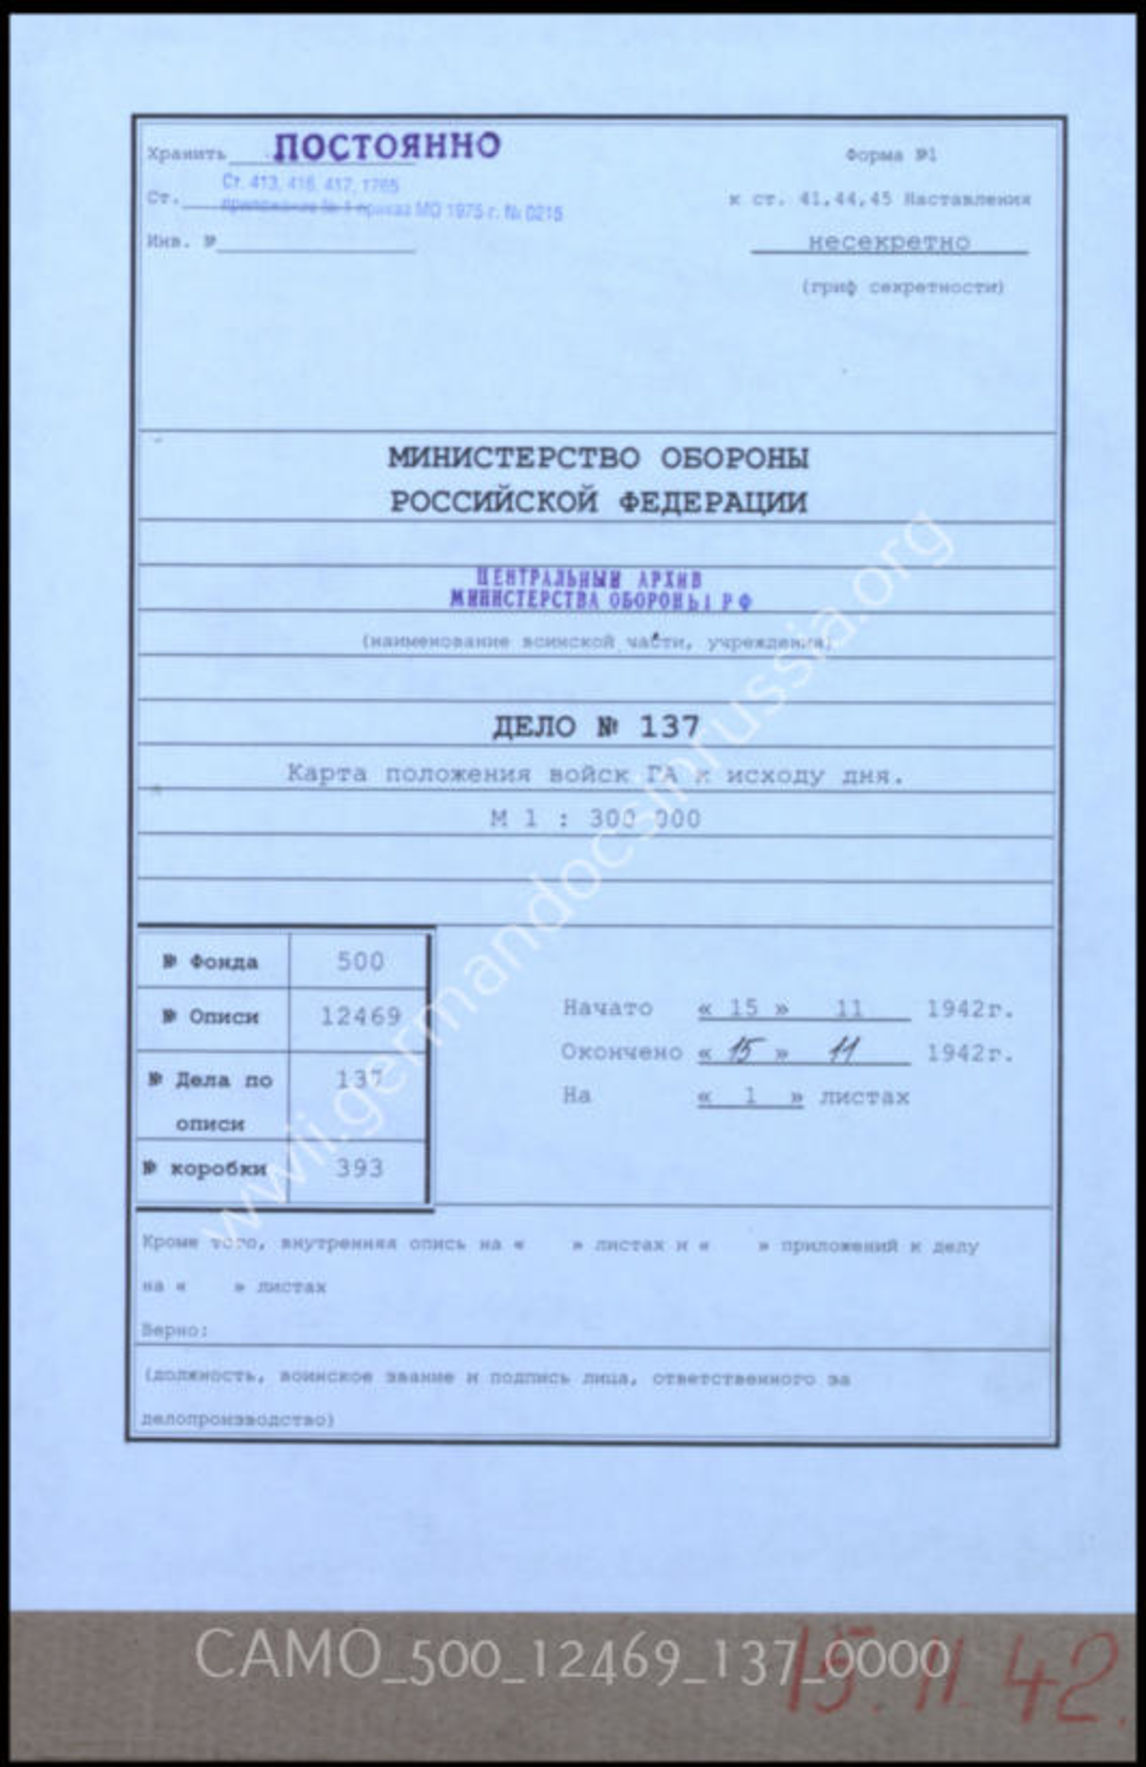 Хранить ПОСТОЯННО
Форма №1
Ст. Ст. 413, 416, 417, 1765
приложение № 1 приказ МО 1975 г. № 0215
к ст. 41,44,45 Наставления
Инв. №
несекретно
(гриф секретности)
МИНИСТЕРСТВО ОБОРОНЫ
РОССИЙСКОЙ ФЕДЕРАЦИИ
ЦЕНТРАЛЬНЫЙ АРХИВ
МИНИСТЕРСТВА ОБОРОНЫ РФ
(наименование воинской части, учреждения)
ДЕЛО № 137
Карта положения войск ГА к исходу дня.
М 1 : 300 000
№ Фонда 500
№ Описи 12469
№ Дела по описи 137
№ коробки 393
Начато « 15 » 11 1942г.
Окончено « 15 » 11 1942г.
На « 1 » листах
Кроме того, внутренняя опись на « » листах и « » приложений к делу
на « » листах
Верно:
(должность, воинское звание и подпись лица, ответственного за
делопроизводство)
wwii.germandocsinrussia.org
CAMO_500_12469_137_0000
15.11.42.